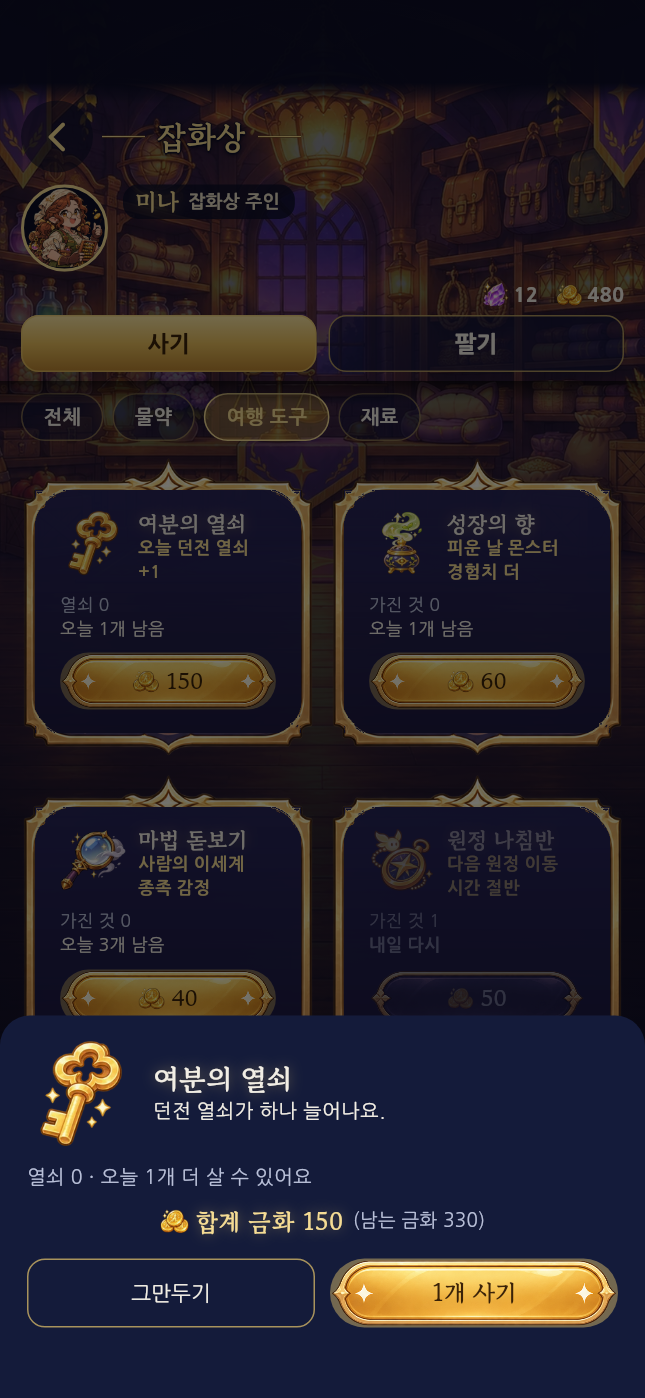 잡화상
미나 잡화상 주인
12 480
사기 팔기
전체 물약 여행 도구 재료
여분의 열쇠
오늘 던전 열쇠
+1
열쇠 0
오늘 1개 남음
150
성장의 향
피운 날 몬스터
경험치 더
가진 것 0
오늘 1개 남음
60
마법 돋보기
사람의 이세계
종족 감정
가진 것 0
오늘 3개 남음
40
원정 나침반
다음 원정 이동
시간 절반
가진 것 1
내일 다시
50
여분의 열쇠
던전 열쇠가 하나 늘어나요.
열쇠 0 · 오늘 1개 더 살 수 있어요
합계 금화 150 (남는 금화 330)
그만두기 1개 사기